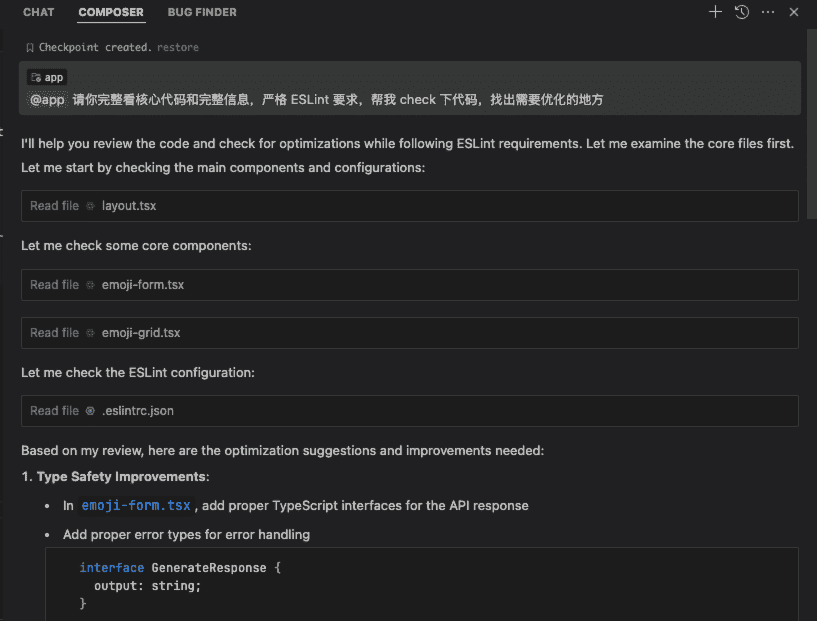 CHAT COMPOSER BUG FINDER
Checkpoint created. restore
app
@app 请你完整看核心代码和完整信息，严格 ESLint 要求，帮我 check 下代码，找出需要优化的地方
I'll help you review the code and check for optimizations while following ESLint requirements. Let me examine the core files first.
Let me start by checking the main components and configurations:
Read file layout.tsx
Let me check some core components:
Read file emoji-form.tsx
Read file emoji-grid.tsx
Let me check the ESLint configuration:
Read file .eslintrc.json
Based on my review, here are the optimization suggestions and improvements needed:
1. Type Safety Improvements:
• In emoji-form.tsx, add proper TypeScript interfaces for the API response
• Add proper error types for error handling
interface GenerateResponse {
output: string;
}